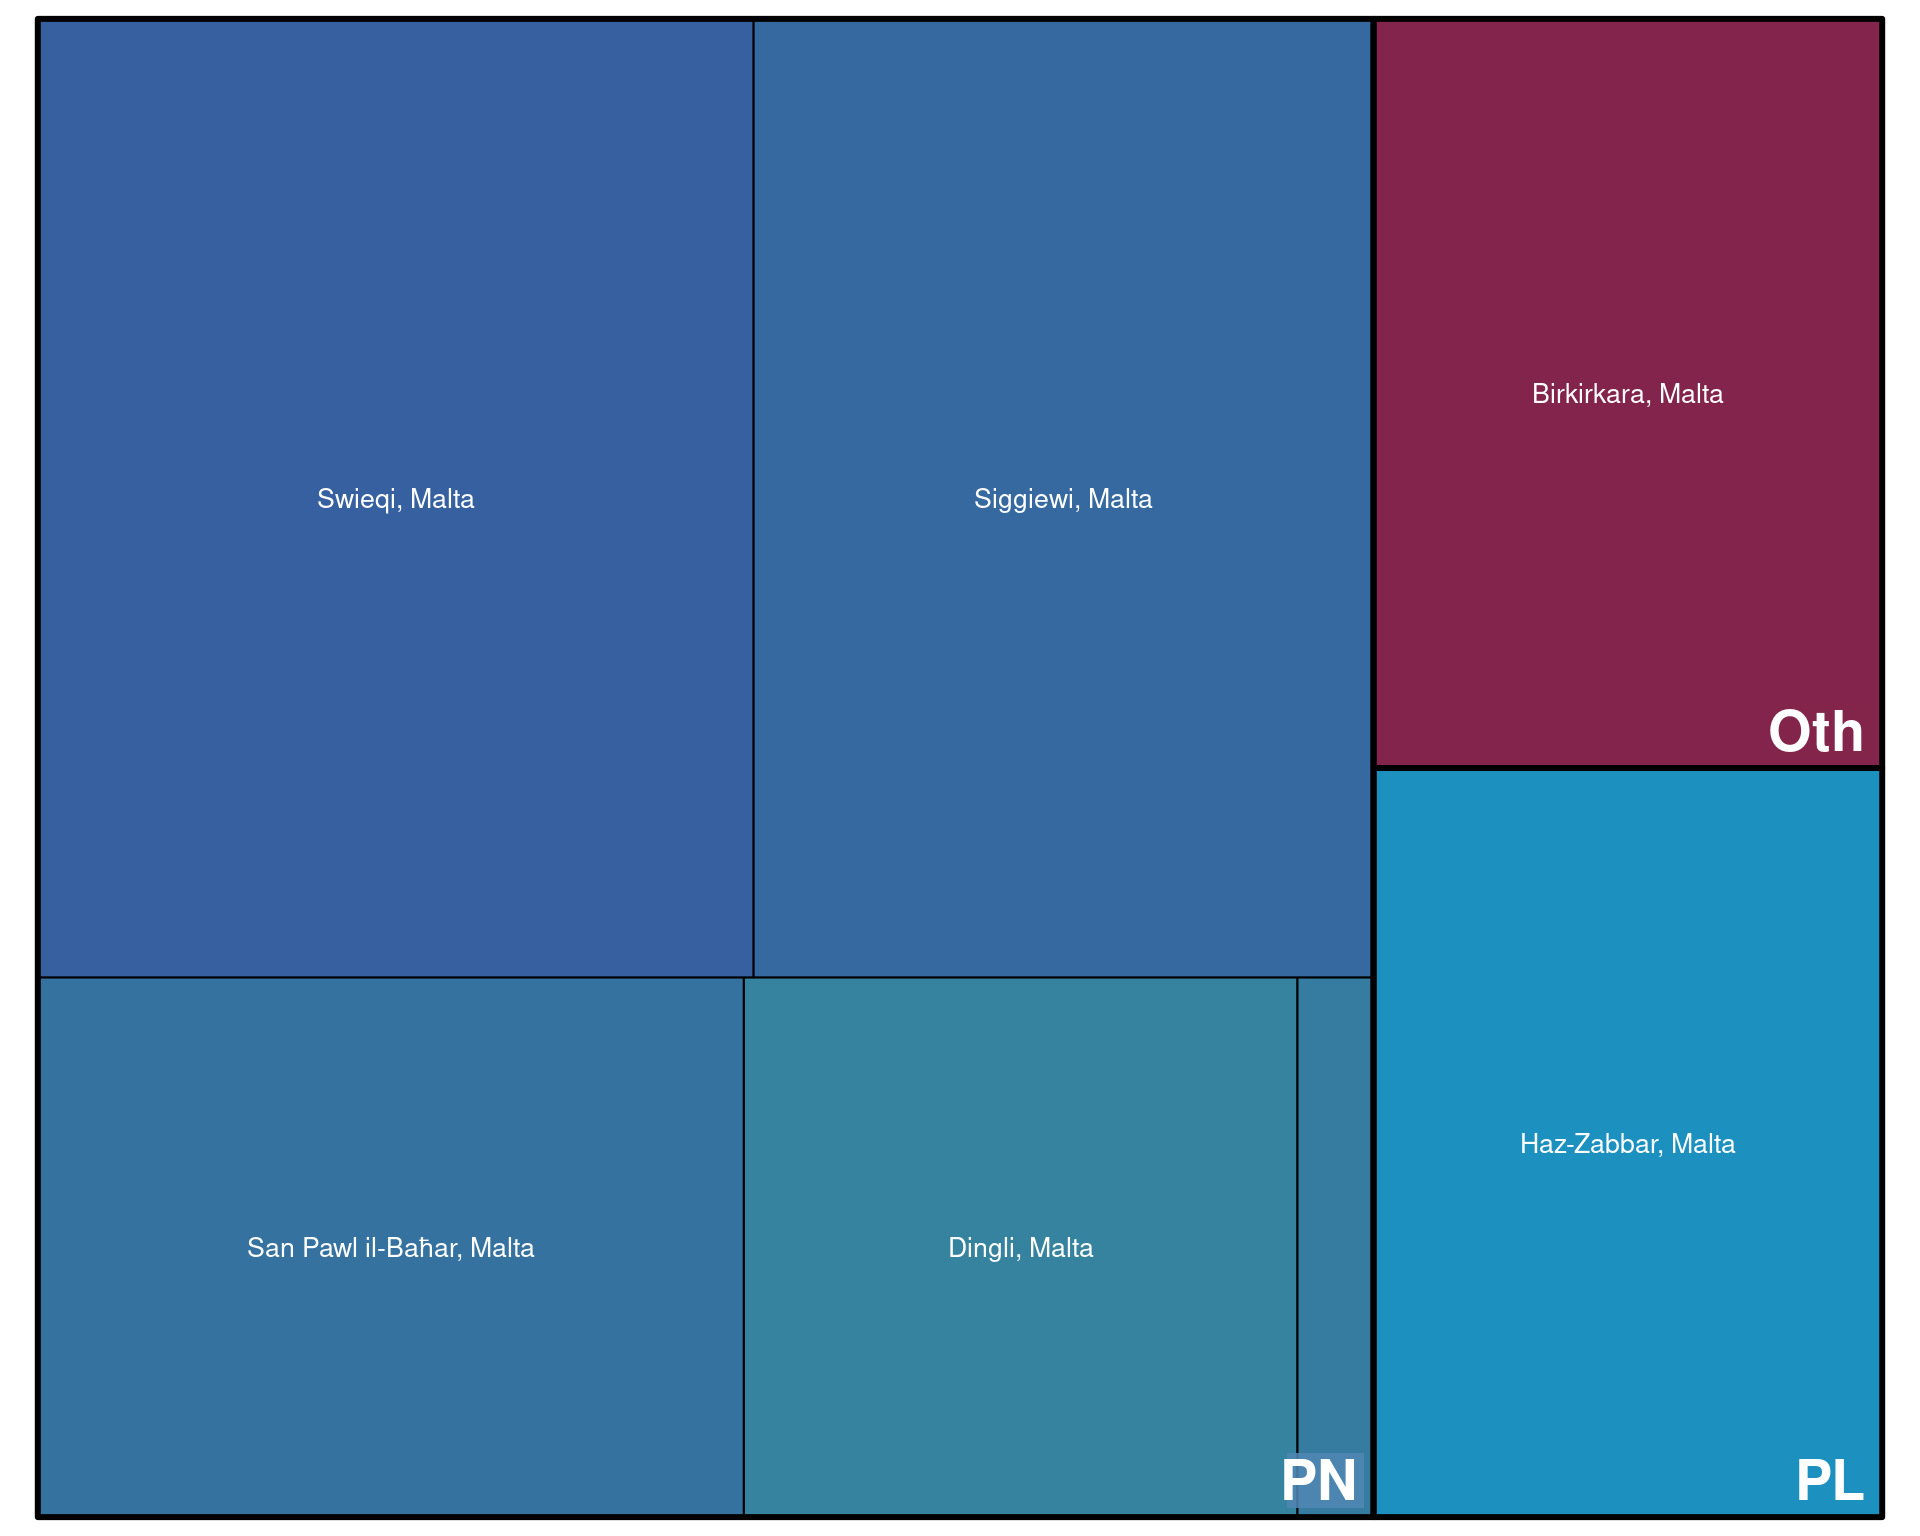 Swieqi, Malta
Siggiewi, Malta
San Pawl il-Baħar, Malta
Dingli, Malta
PN
Birkirkara, Malta
Oth
Haz-Zabbar, Malta
PL